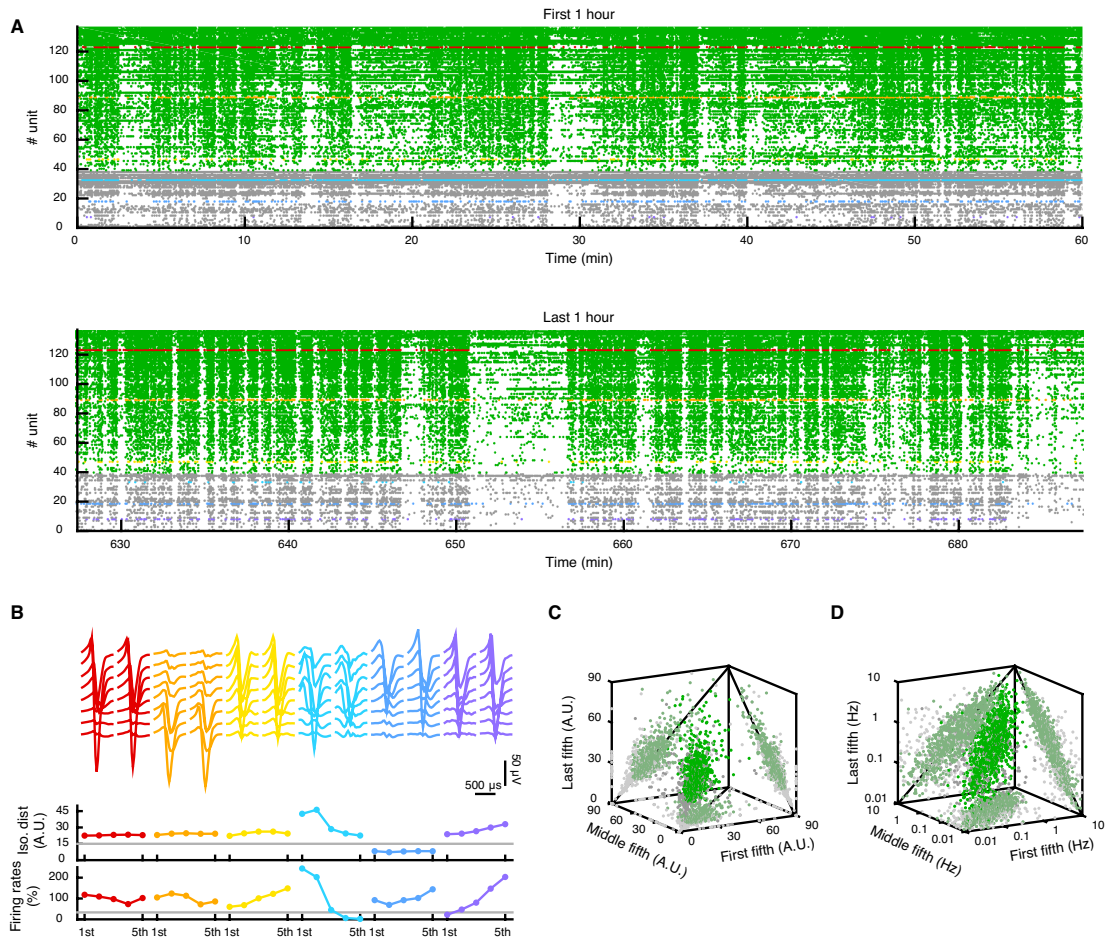 A
First 1 hour
# unit
120
100
80
60
40
20
0
0 10 20 30 40 50 60
Time (min)
Last 1 hour
# unit
120
100
80
60
40
20
0
630 640 650 660 670 680
Time (min)
B
50 µV
500 µs
Iso. dist (A.U.)
45
30
15
0
Firing rates (%)
200
100
0
1st 5th 1st 5th 1st 5th 1st 5th 1st 5th 1st 5th
C
Last fifth (A.U.)
90
60
30
0
90
60 30 0
Middle fifth (A.U.)
0 30 60 90
First fifth (A.U.)
D
Last fifth (Hz)
10
1
0.1
0.01
1 0.1 0.01
Middle fifth (Hz)
0.01 0.1 1 10
First fifth (Hz)